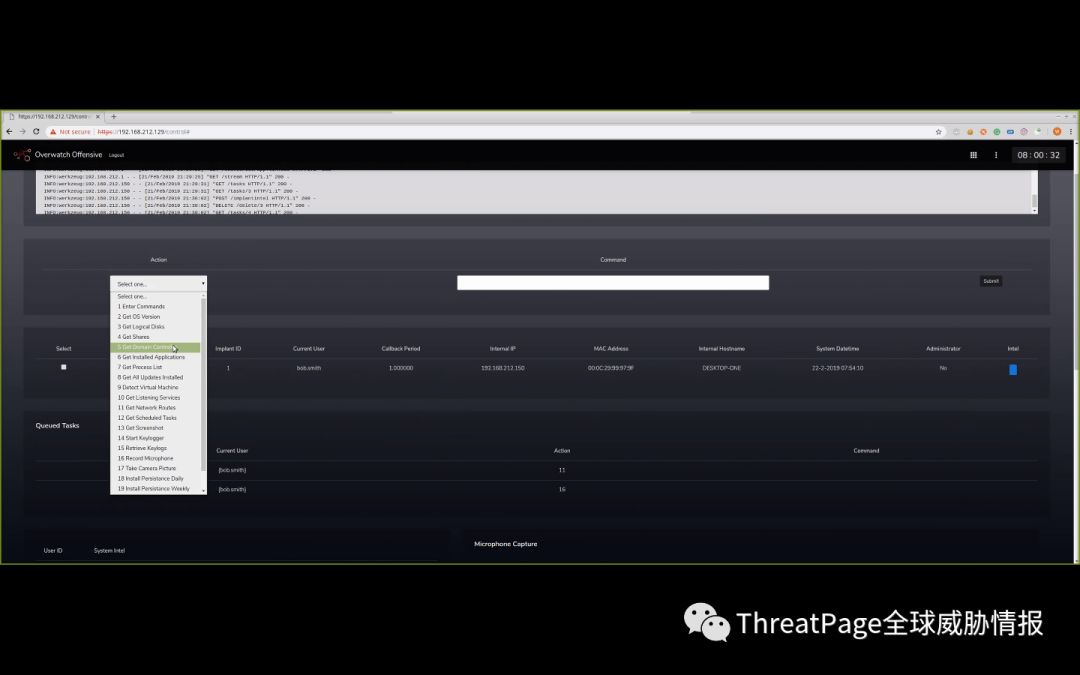 https://192.168.212.129/contr
Not secure | https://192.168.212.129/control#
Overwatch Offensive Logout
08 : 00 : 32
INFO:werkzeug:192.168.212.1 - - [21/Feb/2019 21:29:25] "GET /stream HTTP/1.1" 200 -
INFO:werkzeug:192.168.212.150 - - [21/Feb/2019 21:29:31] "GET /tasks HTTP/1.1" 200 -
INFO:werkzeug:192.168.212.150 - - [21/Feb/2019 21:29:31] "GET /tasks/3 HTTP/1.1" 200 -
INFO:werkzeug:192.168.212.150 - - [21/Feb/2019 21:30:02] "POST /implantintel HTTP/1.1" 200 -
INFO:werkzeug:192.168.212.150 - - [21/Feb/2019 21:30:02] "DELETE /delete/3 HTTP/1.1" 200 -
INFO:werkzeug:192.168.212.150 - - [21/Feb/2019 21:30:02] "GET /tasks/4 HTTP/1.1" 200 -
Action Command
Select one...
Submit
Select one...
1 Enter Commands
2 Get OS Version
3 Get Logical Disks
4 Get Shares
5 Get Domain
6 Get Installed Applications
7 Get Process List
8 Get All Updates Installed
9 Detect Virtual Machine
10 Get Listening Services
11 Get Network Routes
12 Get Scheduled Tasks
13 Get Screenshot
14 Start Keylogger
15 Retrieve Keylogs
16 Record Microphone
17 Take Camera Picture
18 Install Persistance Daily
19 Install Persistance Weekly
Select Implant ID Current User Callback Period Internal IP MAC Address Internal Hostname System Datetime Administrator Intel
1 bob.smith 1.000000 192.168.212.150 00:0C:29:99:97:9F DESKTOP-ONE 22-2-2019 07:54:10 No
Queued Tasks
Current User Action Command
{bob.smith} 11
{bob.smith} 16
User ID System Intel
Microphone Capture
ThreatPage全球威胁情报